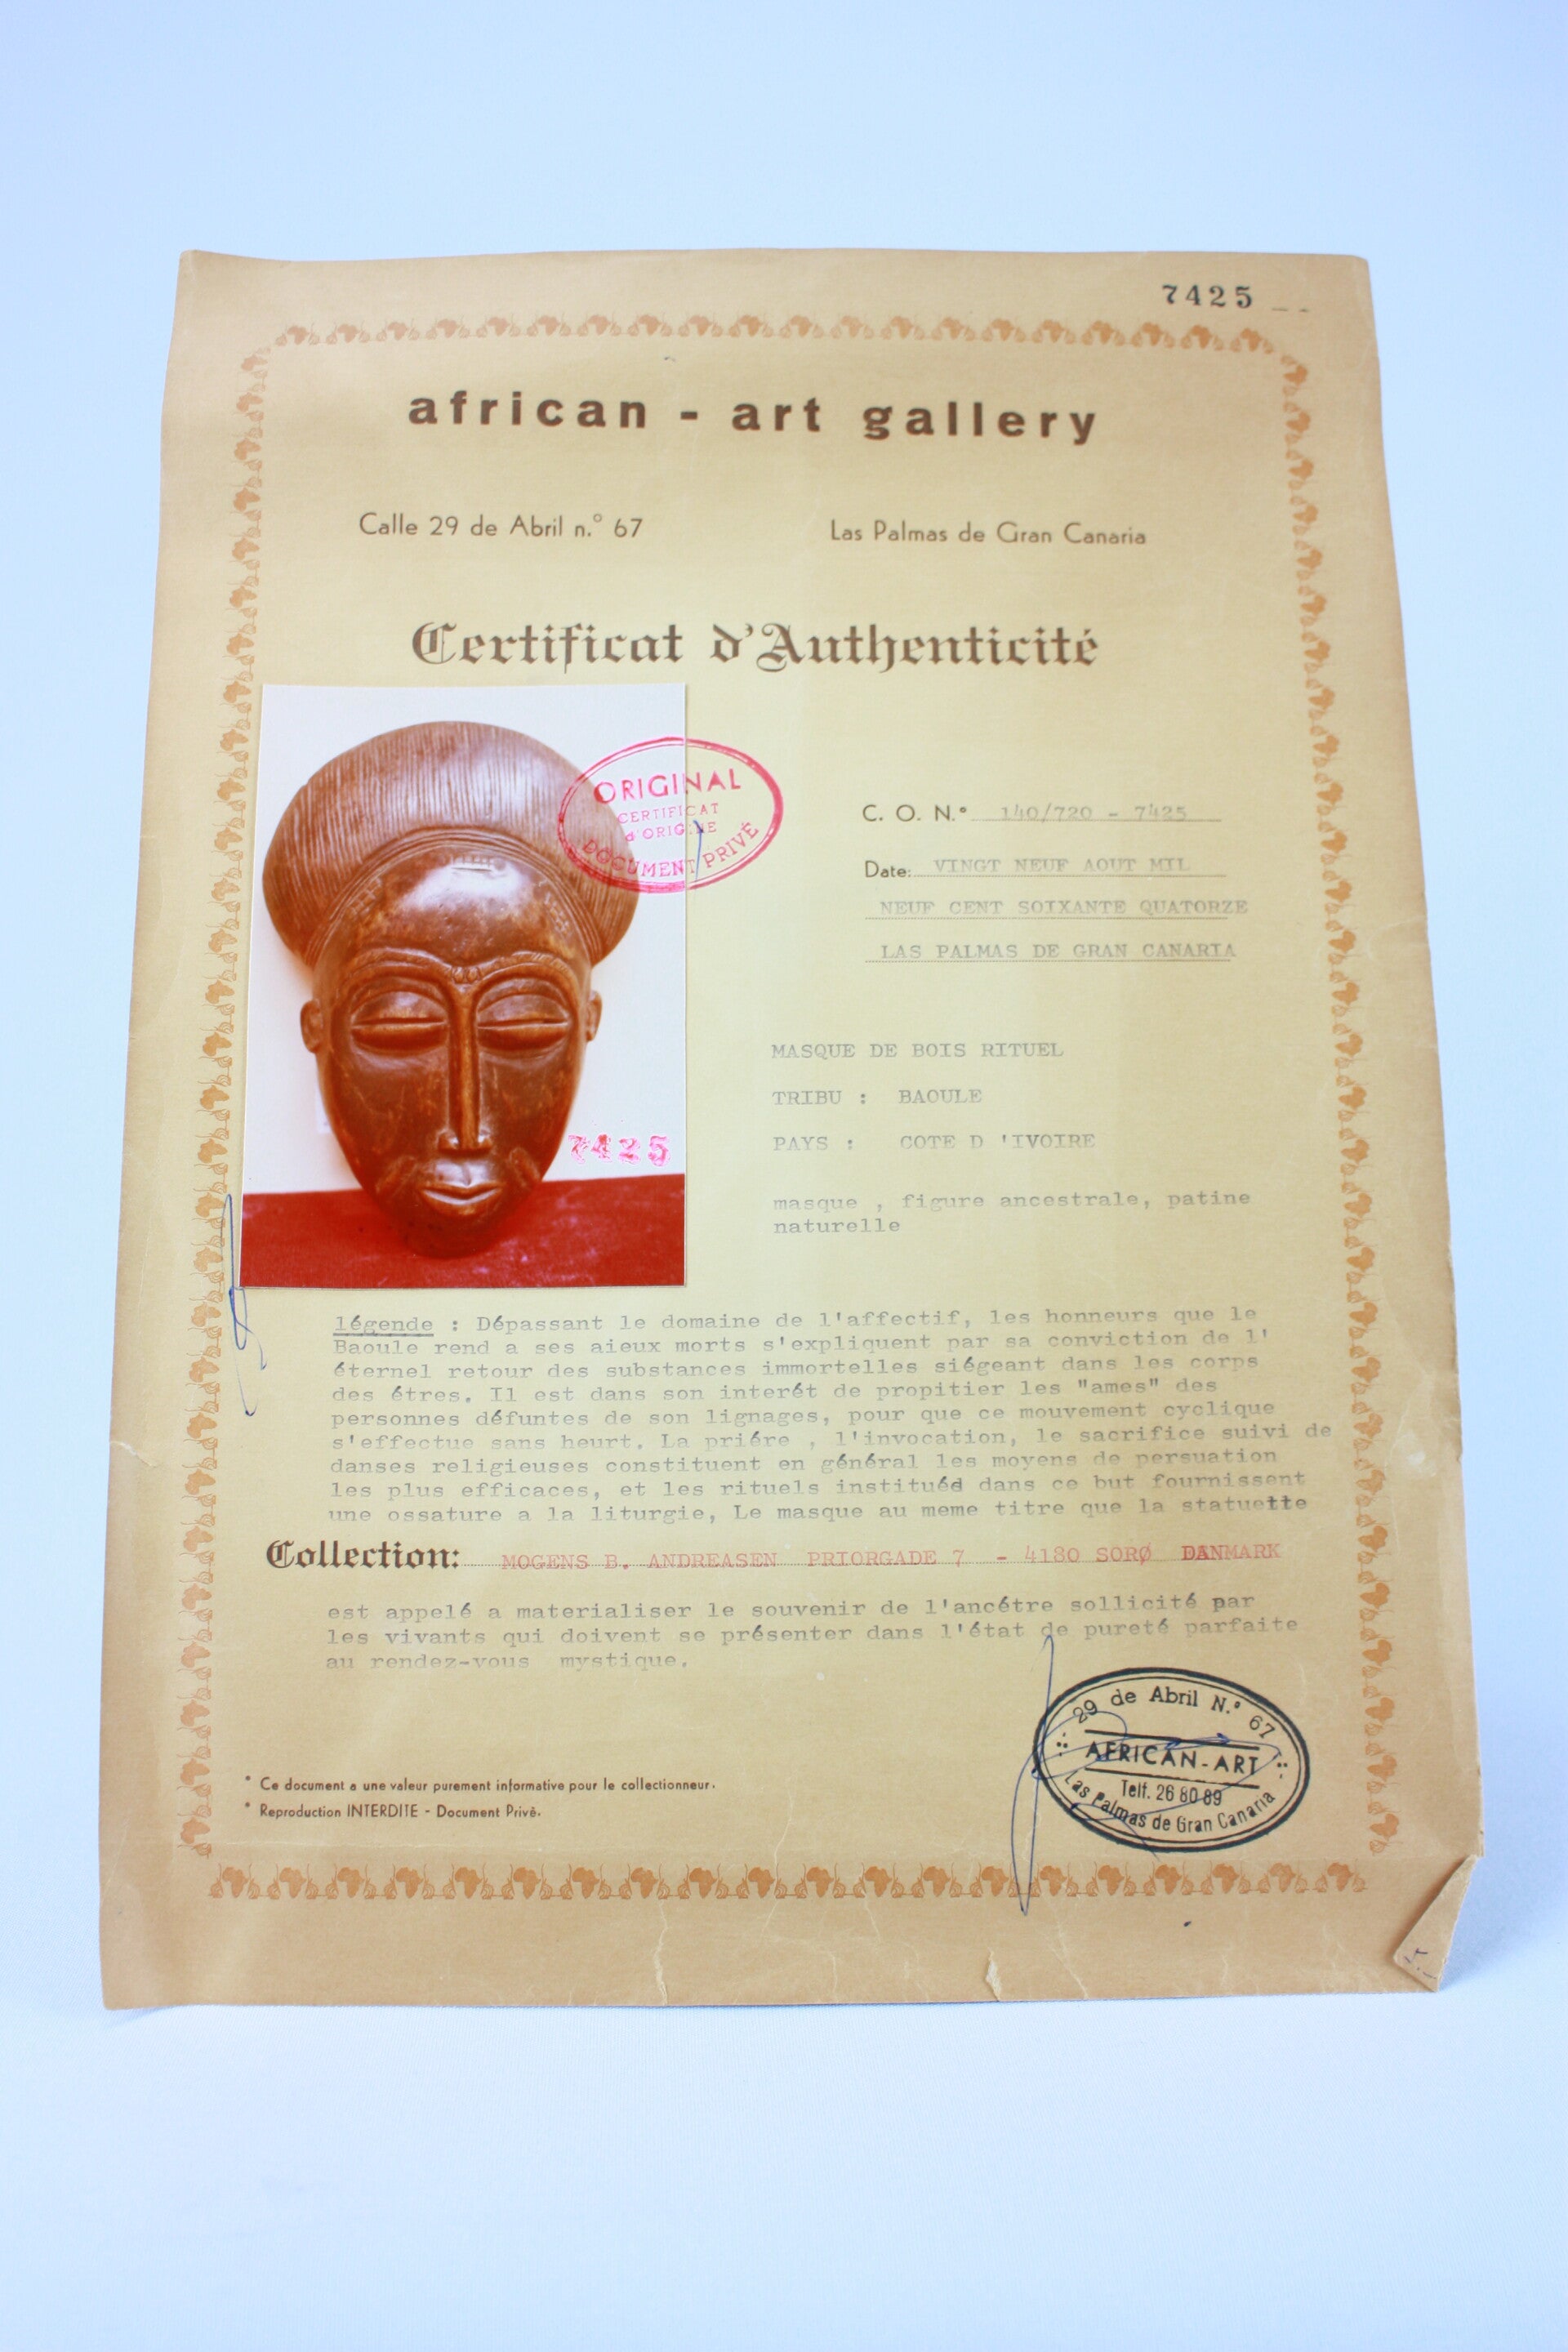 7425
african - art gallery
Calle 29 de Abril n.° 67 Las Palmas de Gran Canaria
Certificat d'Authenticité
ORIGINAL
CERTIFICAT
d'ORIGINE
DOCUMENT PRIVÉ
C. O. N.° 140/720 - 7425
Date: VINGT NEUF AOUT MIL
NEUF CENT SOIXANTE QUATORZE
LAS PALMAS DE GRAN CANARIA
MASQUE DE BOIS RITUEL
TRIBU : BAOULE
PAYS : COTE D 'IVOIRE
7425
masque , figure ancestrale, patine
naturelle
légende : Dépassant le domaine de l'affectif, les honneurs que le
Baoule rend a ses aieux morts s'expliquent par sa conviction de l'
éternel retour des substances immortelles siégeant dans les corps
des étres. Il est dans son interét de propitier les "ames" des
personnes défuntes de son lignages, pour que ce mouvement cyclique
s'effectue sans heurt. La priére , l'invocation, le sacrifice suivi de
danses religieuses constituent en général les moyens de persuation
les plus efficaces, et les rituels institués dans ce but fournissent
une ossature a la liturgie, Le masque au meme titre que la statuette
Collection: MOGENS B. ANDREASEN PRIORGADE 7 - 4180 SORØ DANMARK
est appelé a materialiser le souvenir de l'ancétre sollicité par
les vivants qui doivent se présenter dans l'état de pureté parfaite
au rendez-vous mystique.
29 de Abril N.° 67
AFRICAN-ART
Telf. 26 80 89
Las Palmas de Gran Canaria
* Ce document a une valeur purement informative pour le collectionneur.
* Reproduction INTERDITE - Document Privé.